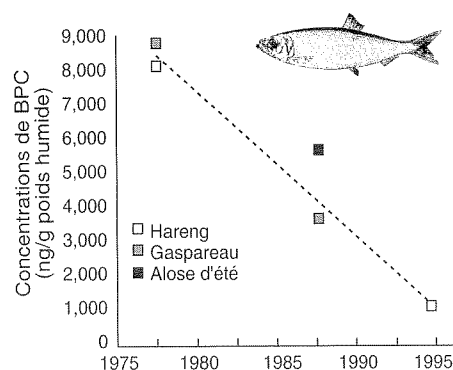 Concentrations de BPC
(ng/g poids humide)
9,000
8,000
7,000
6,000
5,000
4,000
3,000
2,000
1,000
0
Hareng
Gaspareau
Alose d'été
1975 1980 1985 1990 1995